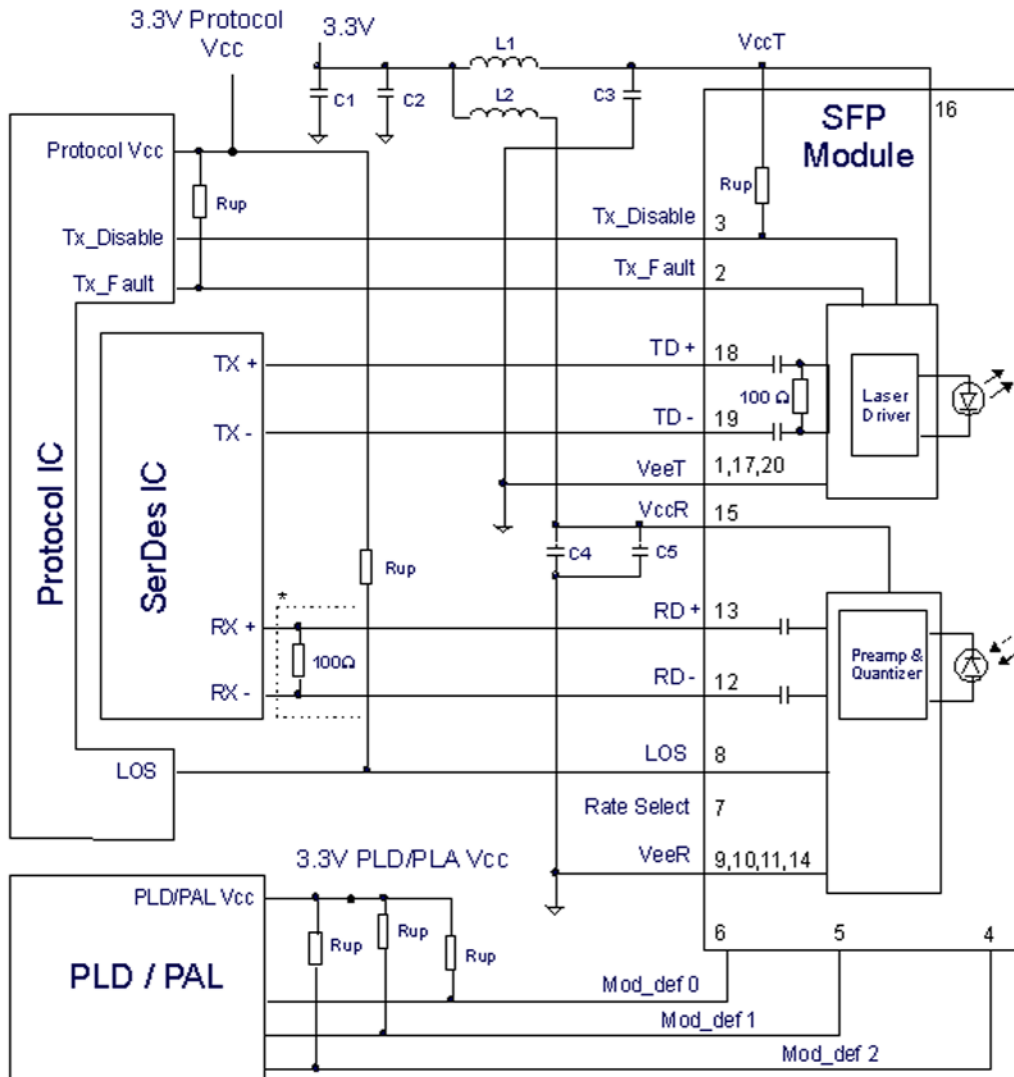 3.3V Protocol
Vcc
3.3V
L1
VccT
C1
C2
L2
C3
16
SFP
Module
Protocol Vcc
Rup
Rup
Tx_Disable
Tx_Disable
3
Tx_Fault
Tx_Fault
2
TX +
TD +
18
100 Ω
Laser
Driver
TX -
TD -
19
VeeT
1,17,20
VccR
15
Protocol IC
SerDes IC
C4
C5
Rup
*
RX +
RD +
13
100Ω
Preamp &
Quantizer
RX -
RD -
12
LOS
LOS
8
Rate Select
7
3.3V PLD/PLA Vcc
VeeR
9,10,11,14
PLD/PAL Vcc
6
5
4
Rup
Rup
Rup
PLD / PAL
Mod_def 0
Mod_def 1
Mod_def 2